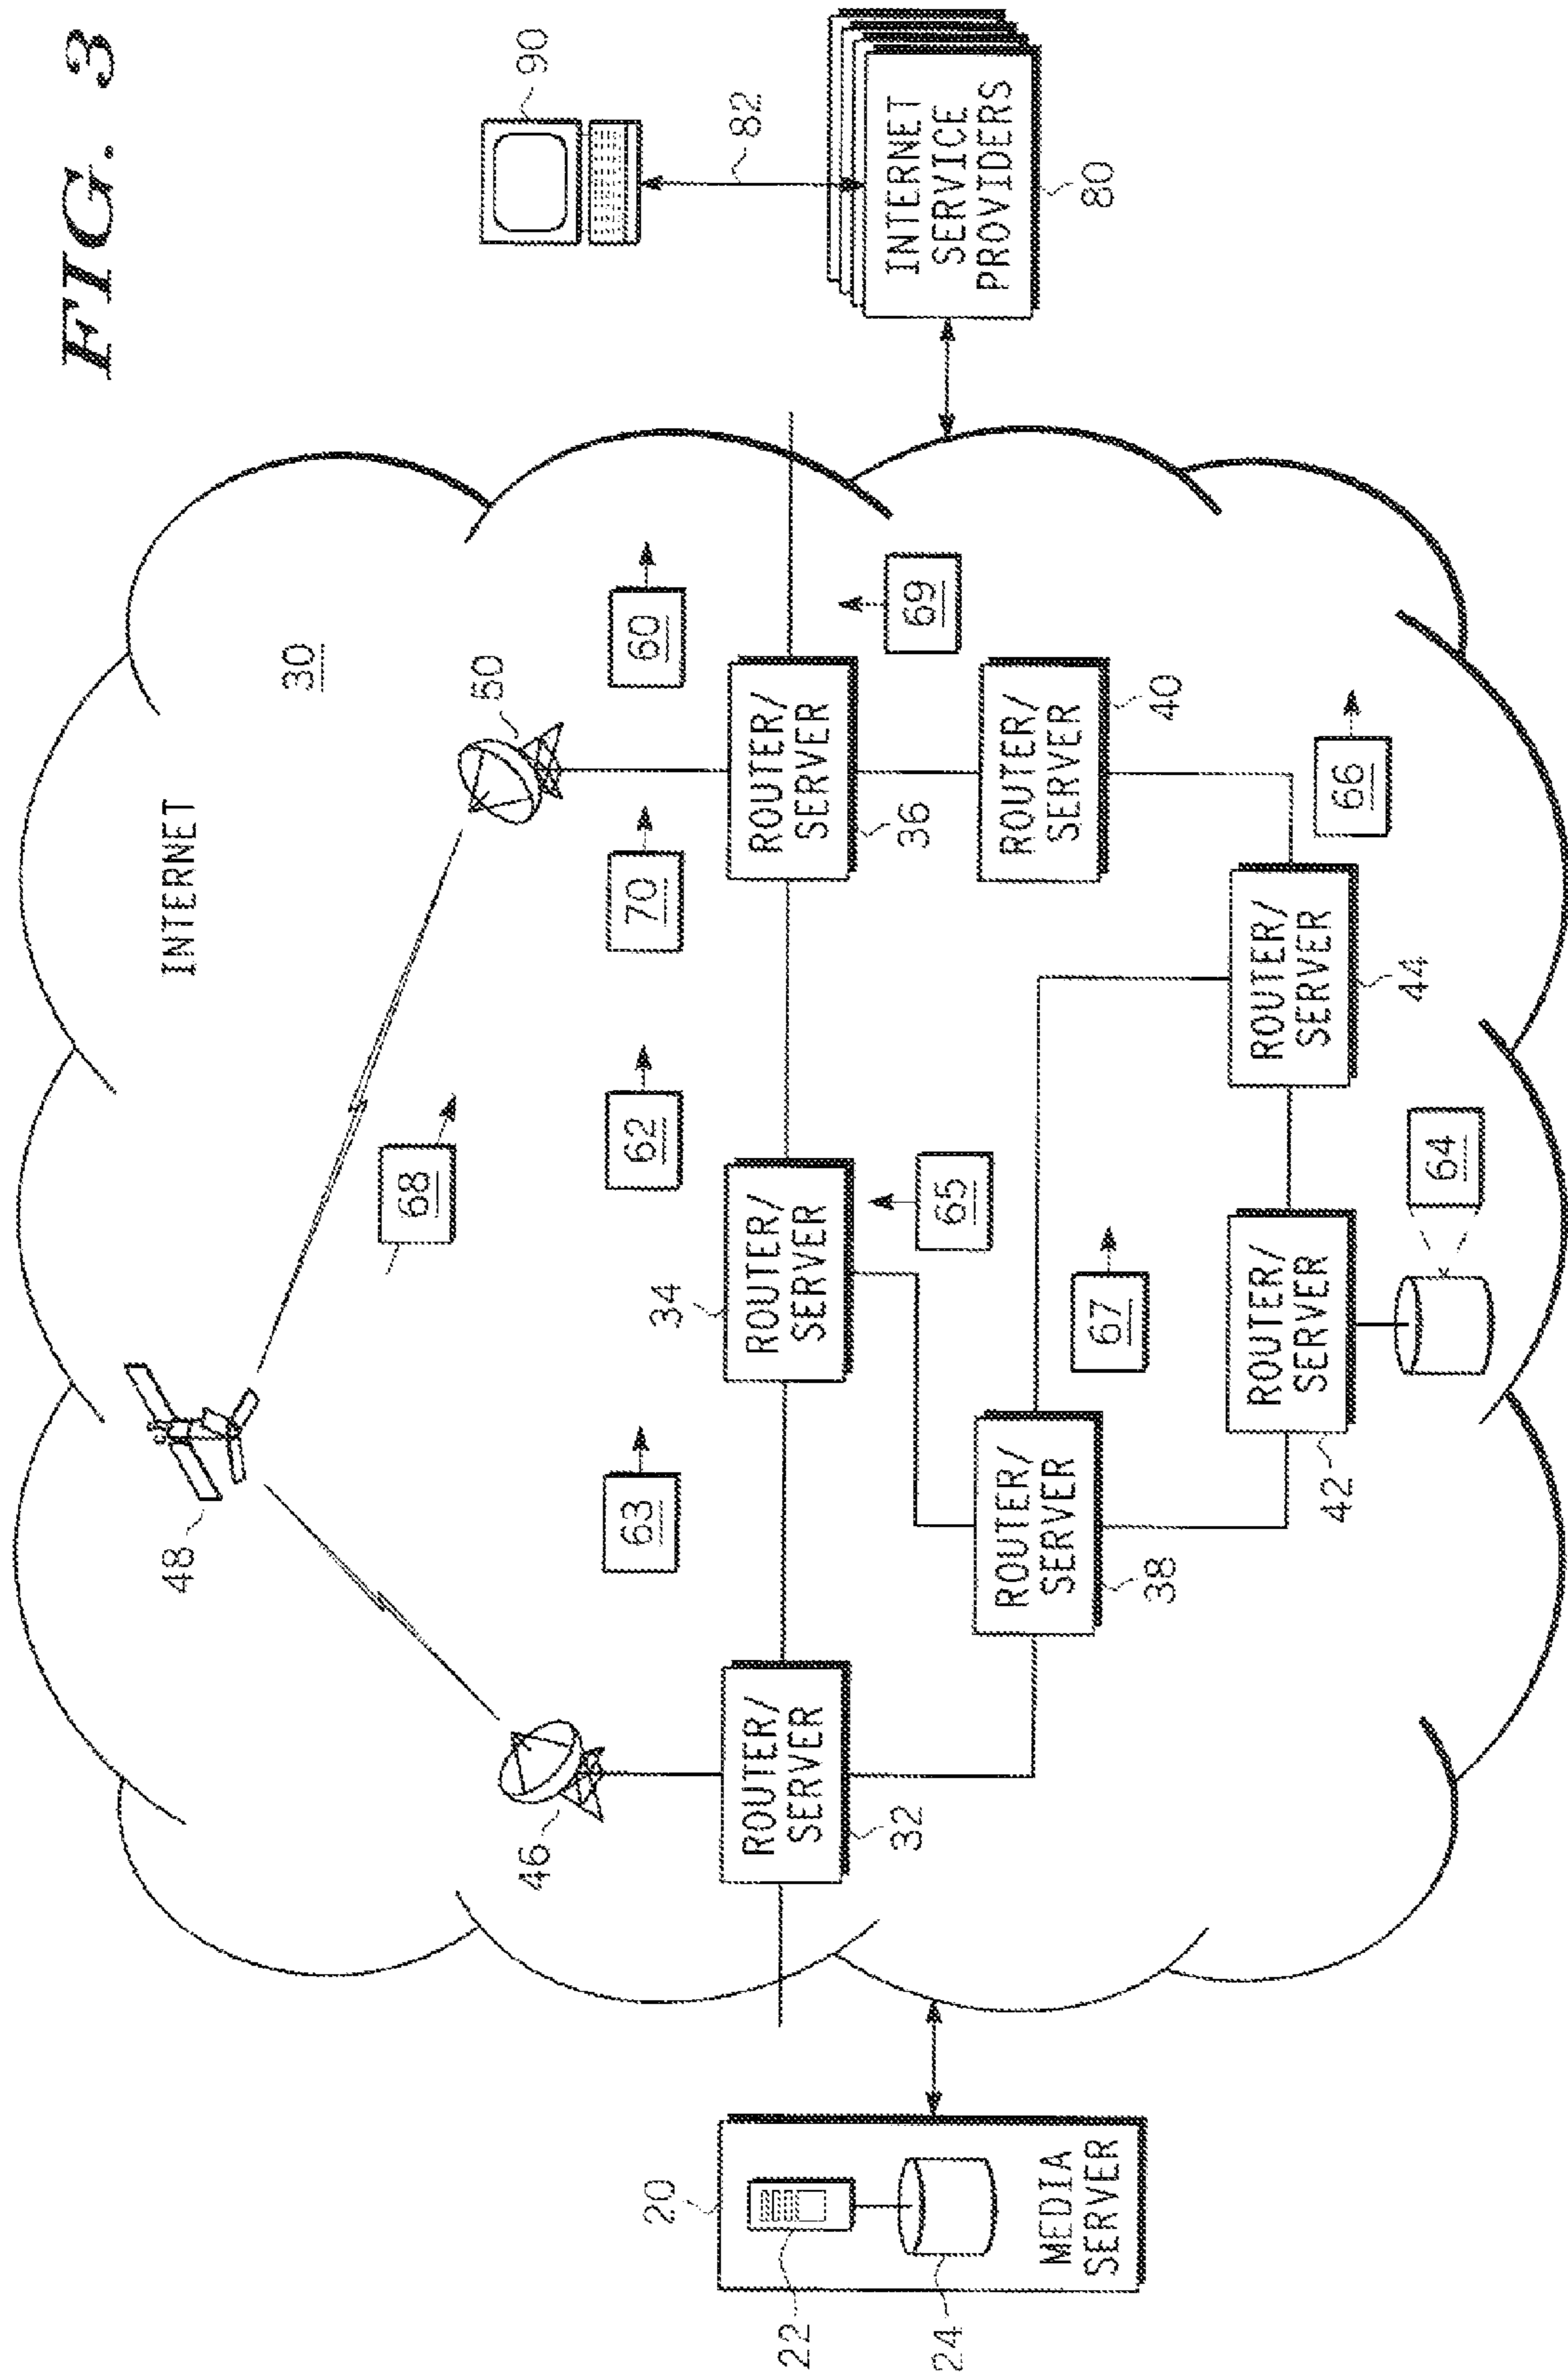 FIG. 3
INTERNET
30
48
68
50
46
60
70
62
63
90
82
INTERNET
SERVICE
PROVIDERS
80
69
ROUTER/
SERVER
36
ROUTER/
SERVER
34
ROUTER/
SERVER
32
65
ROUTER/
SERVER
40
ROUTER/
SERVER
38
67
66
ROUTER/
SERVER
44
ROUTER/
SERVER
42
64
20
22
24
MEDIA
SERVER